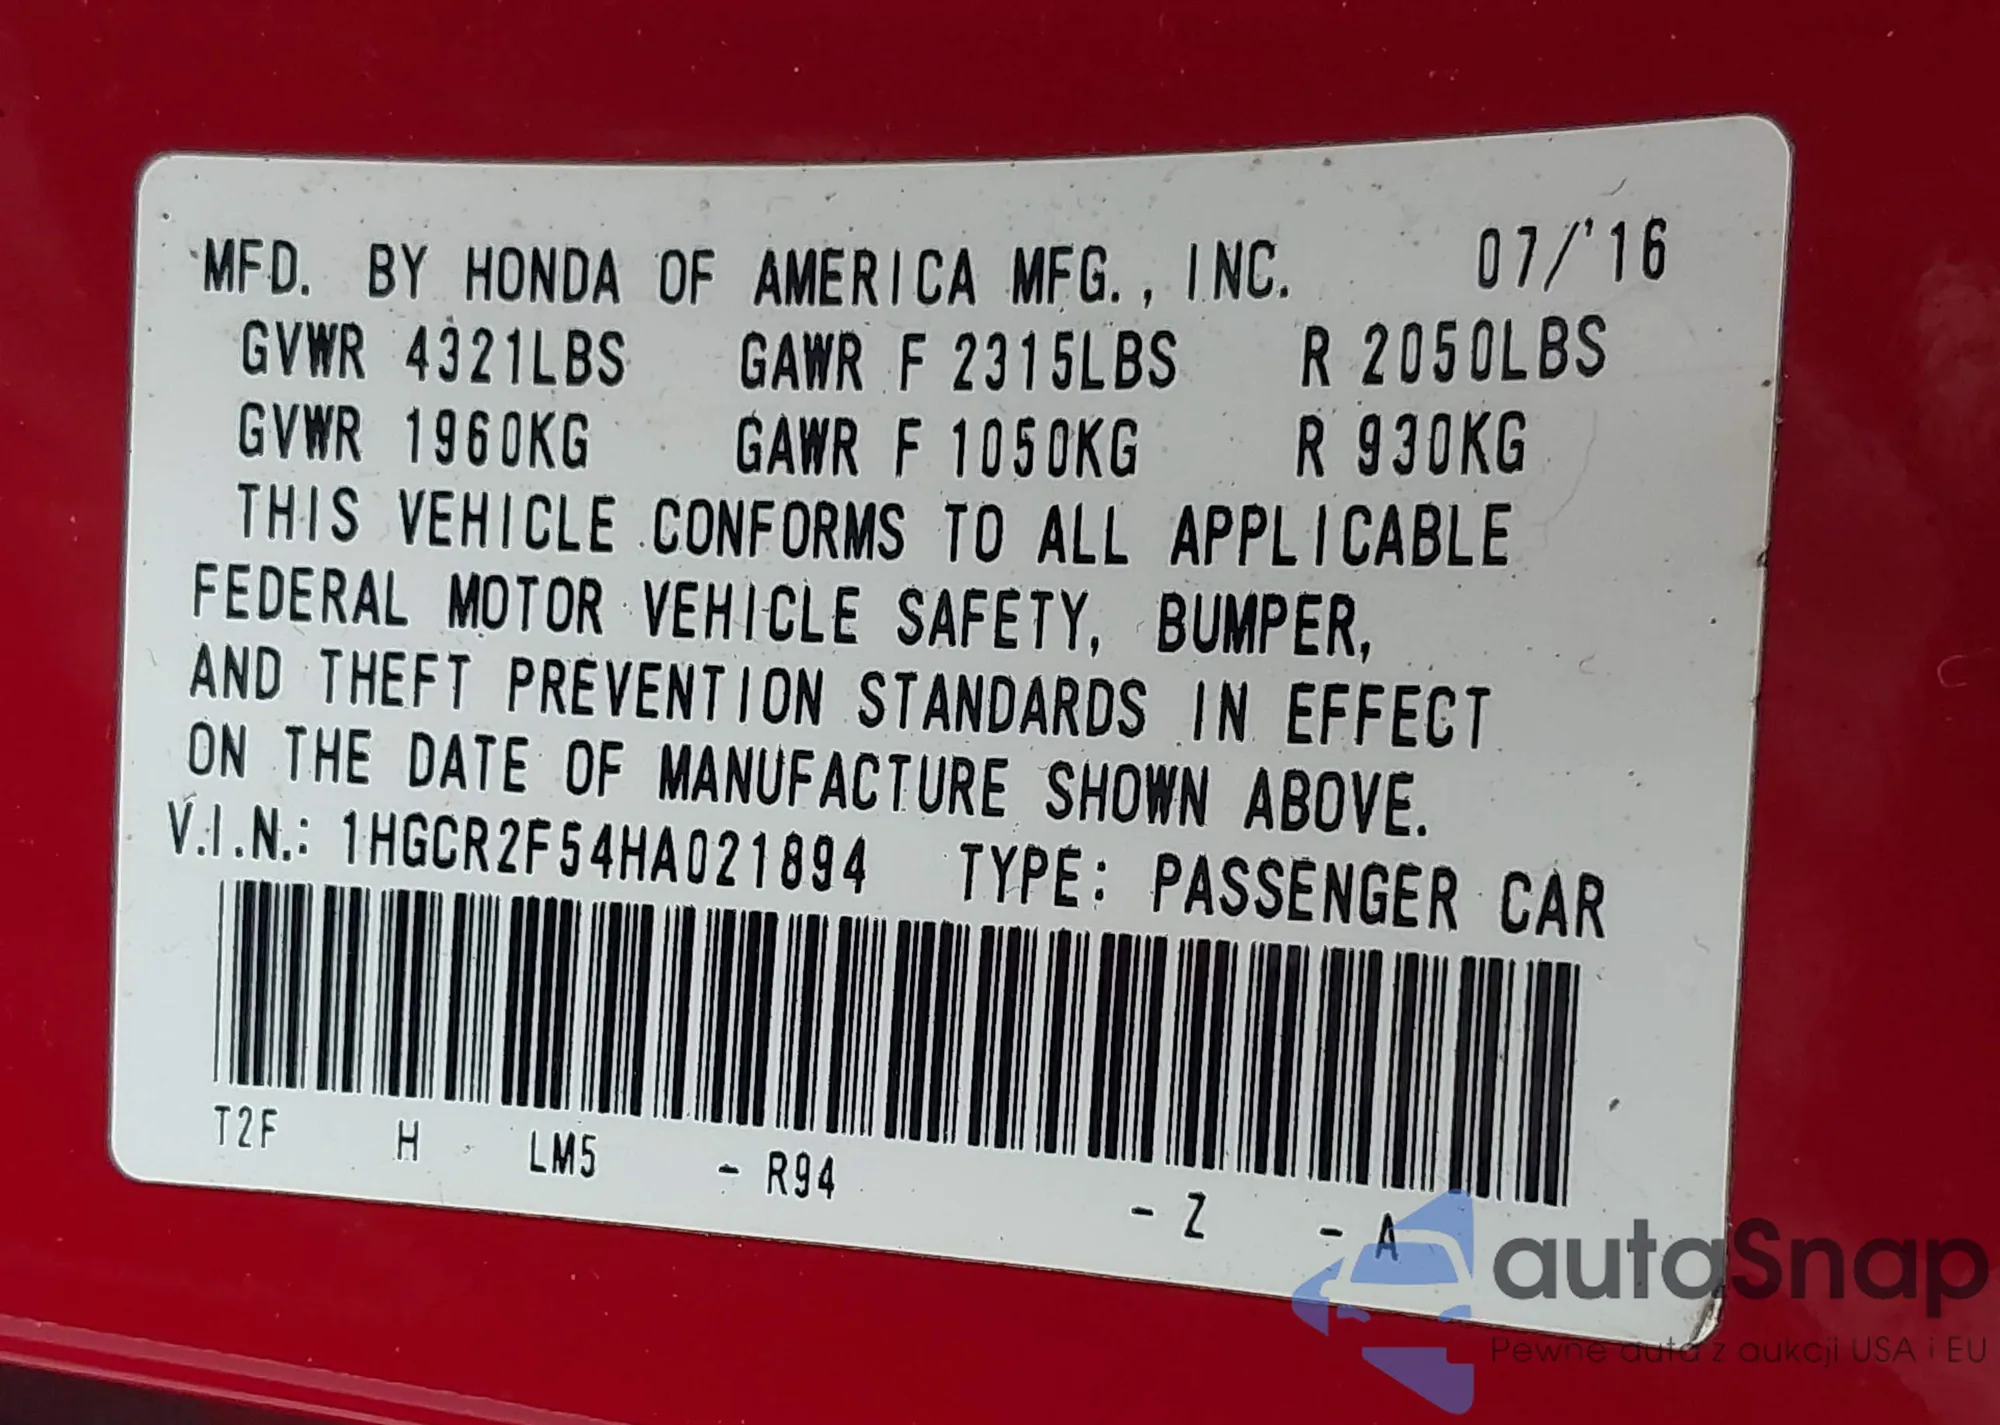 MFD. BY HONDA OF AMERICA MFG., INC. 07/'16
GVWR 4321LBS GAWR F 2315LBS R 2050LBS
GVWR 1960KG GAWR F 1050KG R 930KG
THIS VEHICLE CONFORMS TO ALL APPLICABLE
FEDERAL MOTOR VEHICLE SAFETY, BUMPER,
AND THEFT PREVENTION STANDARDS IN EFFECT
ON THE DATE OF MANUFACTURE SHOWN ABOVE.
V.I.N.: 1HGCR2F54HA021894 TYPE: PASSENGER CAR
T2F H LM5 - R94 - Z - A
autaSnap
Pewne auta z aukcji USA i EU